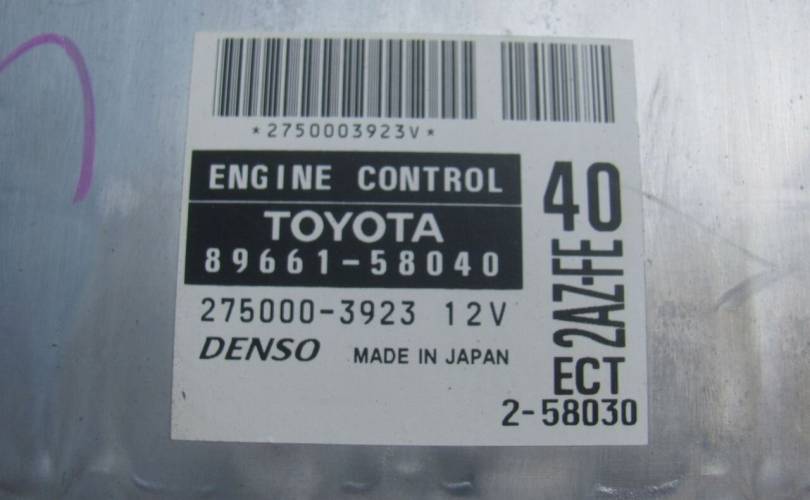 *2750003923V*
ENGINE CONTROL
TOYOTA
89661-58040
275000-3923 12V
DENSO MADE IN JAPAN
40
2AZ-FE
ECT
2-58030